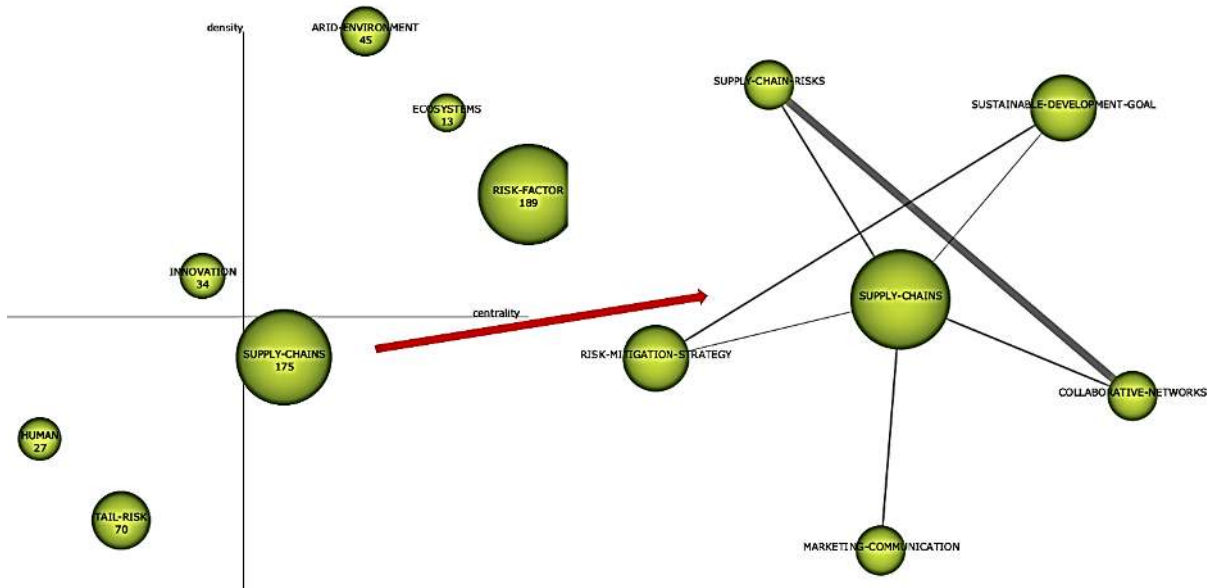 density
ARID-ENVIRONMENT
45
ECOSYSTEMS
13
RISK-FACTOR
189
INNOVATION
34
centrality
SUPPLY-CHAINS
175
HUMAN
27
TAIL-RISK
70
SUPPLY-CHAIN-RISKS
SUSTAINABLE-DEVELOPMENT-GOAL
SUPPLY-CHAINS
RISK-MITIGATION-STRATEGY
COLLABORATIVE-NETWORKS
MARKETING-COMMUNICATION